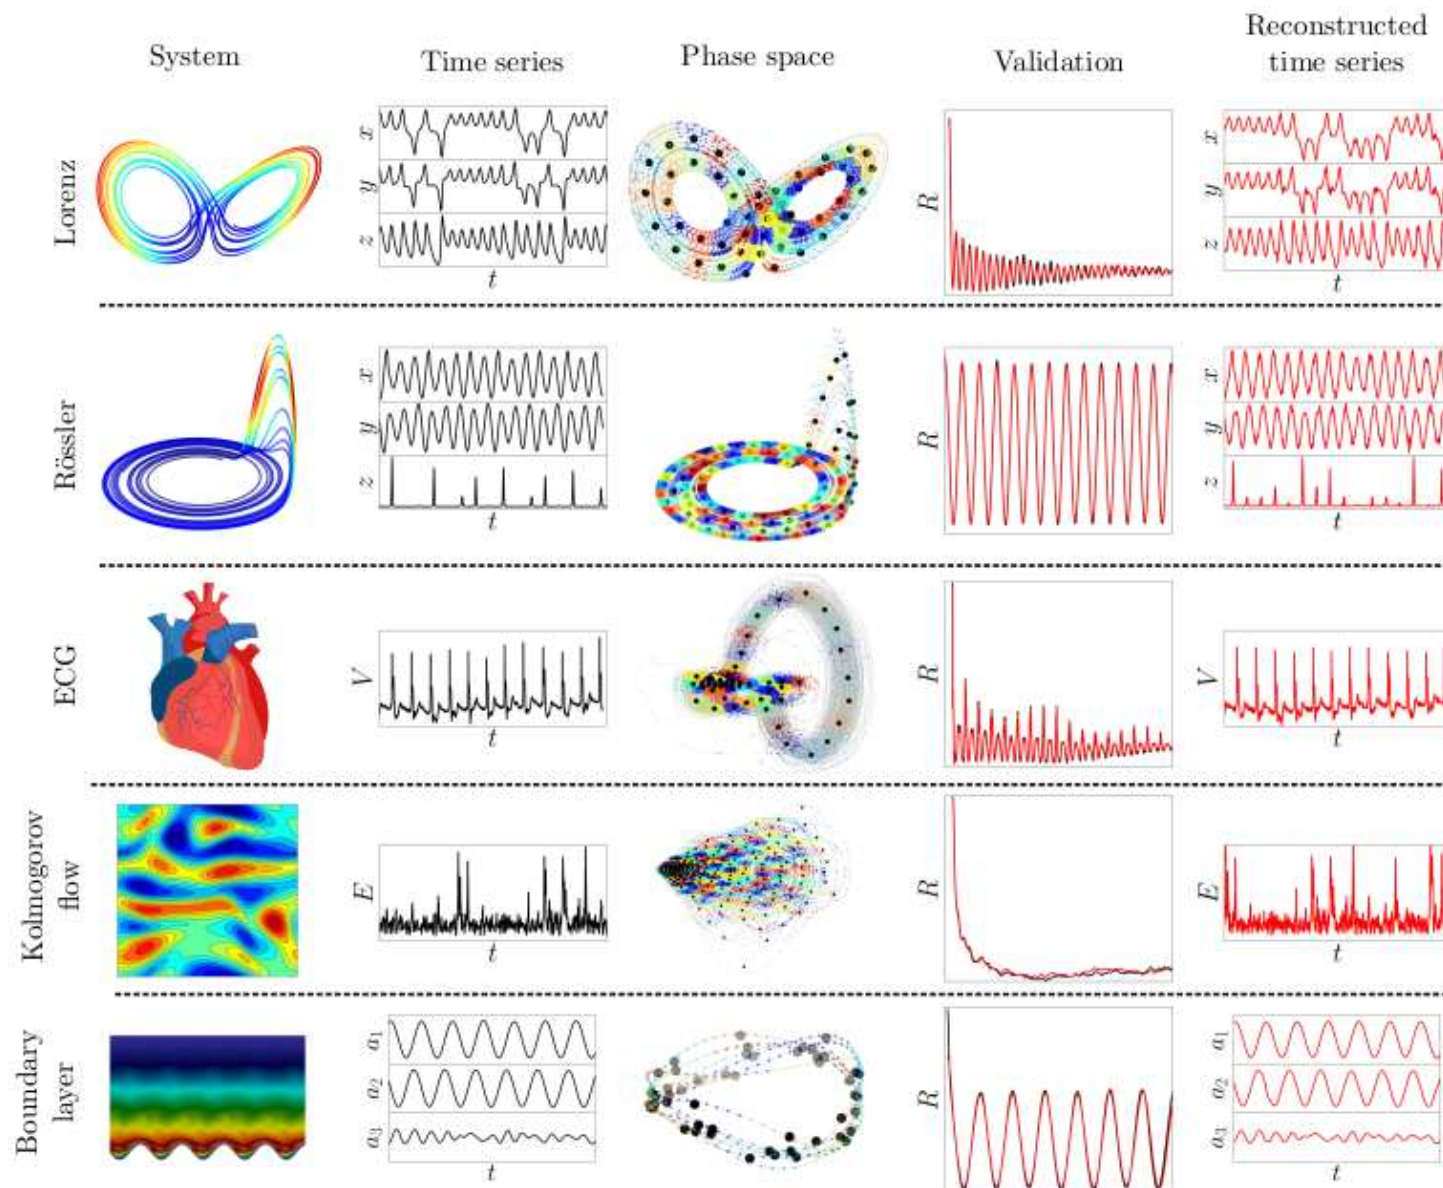 System
Time series
Phase space
Validation
Reconstructed
time series
Lorenz
x
y
z
t
R
x
y
z
t
Rössler
x
y
z
t
R
x
y
z
t
ECG
V
t
R
V
t
Kolmogorov
flow
E
t
R
E
t
Boundary
layer
a₁
a₂
a₃
t
R
a₁
a₂
a₃
t